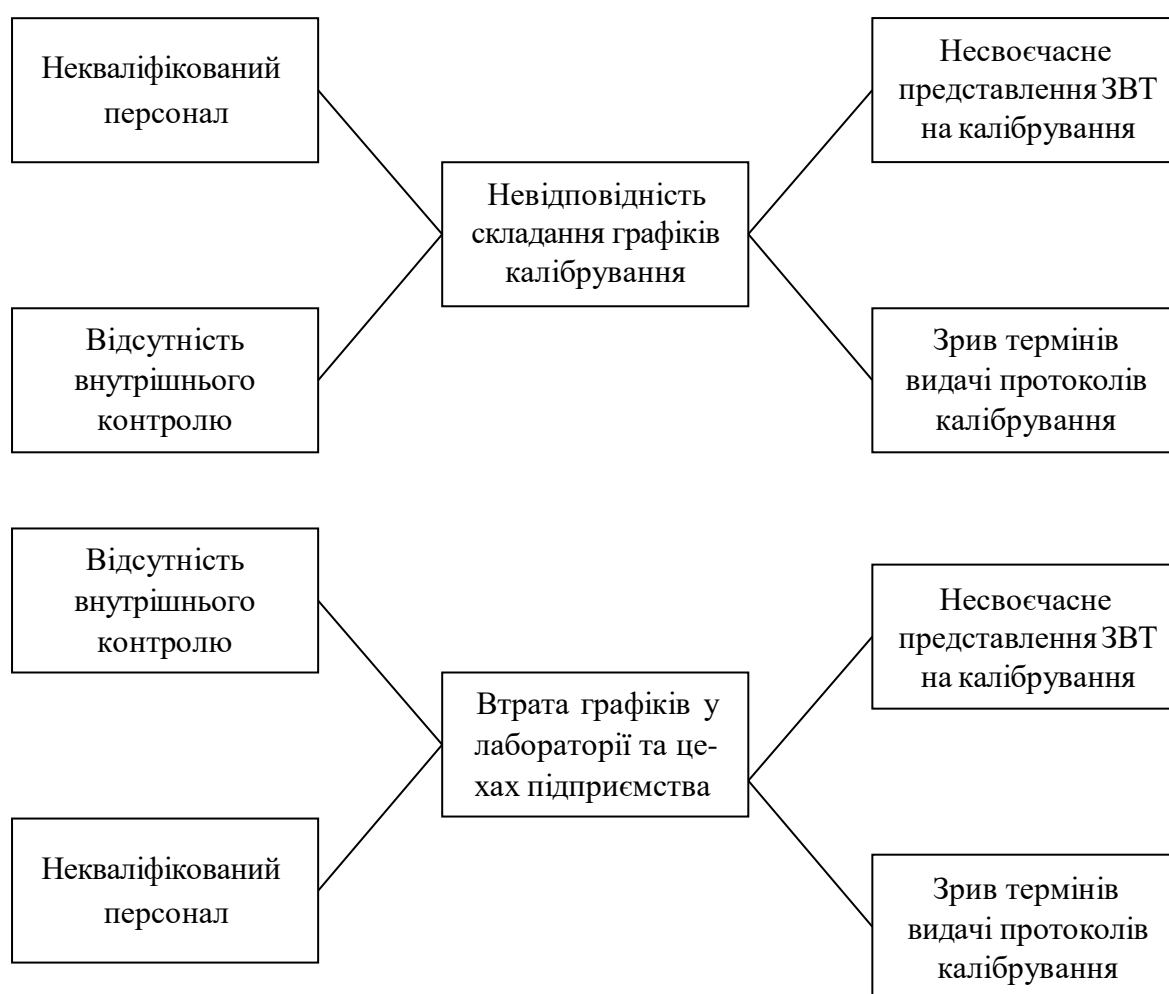 Некваліфікований
персонал
Відсутність
внутрішнього
контролю
Невідповідність
складання графіків
калібрування
Несвоєчасне
представлення ЗВТ
на калібрування
Зрив термінів
видачі протоколів
калібрування
Відсутність
внутрішнього
контролю
Некваліфікований
персонал
Втрата графіків у
лабораторії та це-
хах підприємства
Несвоєчасне
представлення ЗВТ
на калібрування
Зрив термінів
видачі протоколів
калібрування